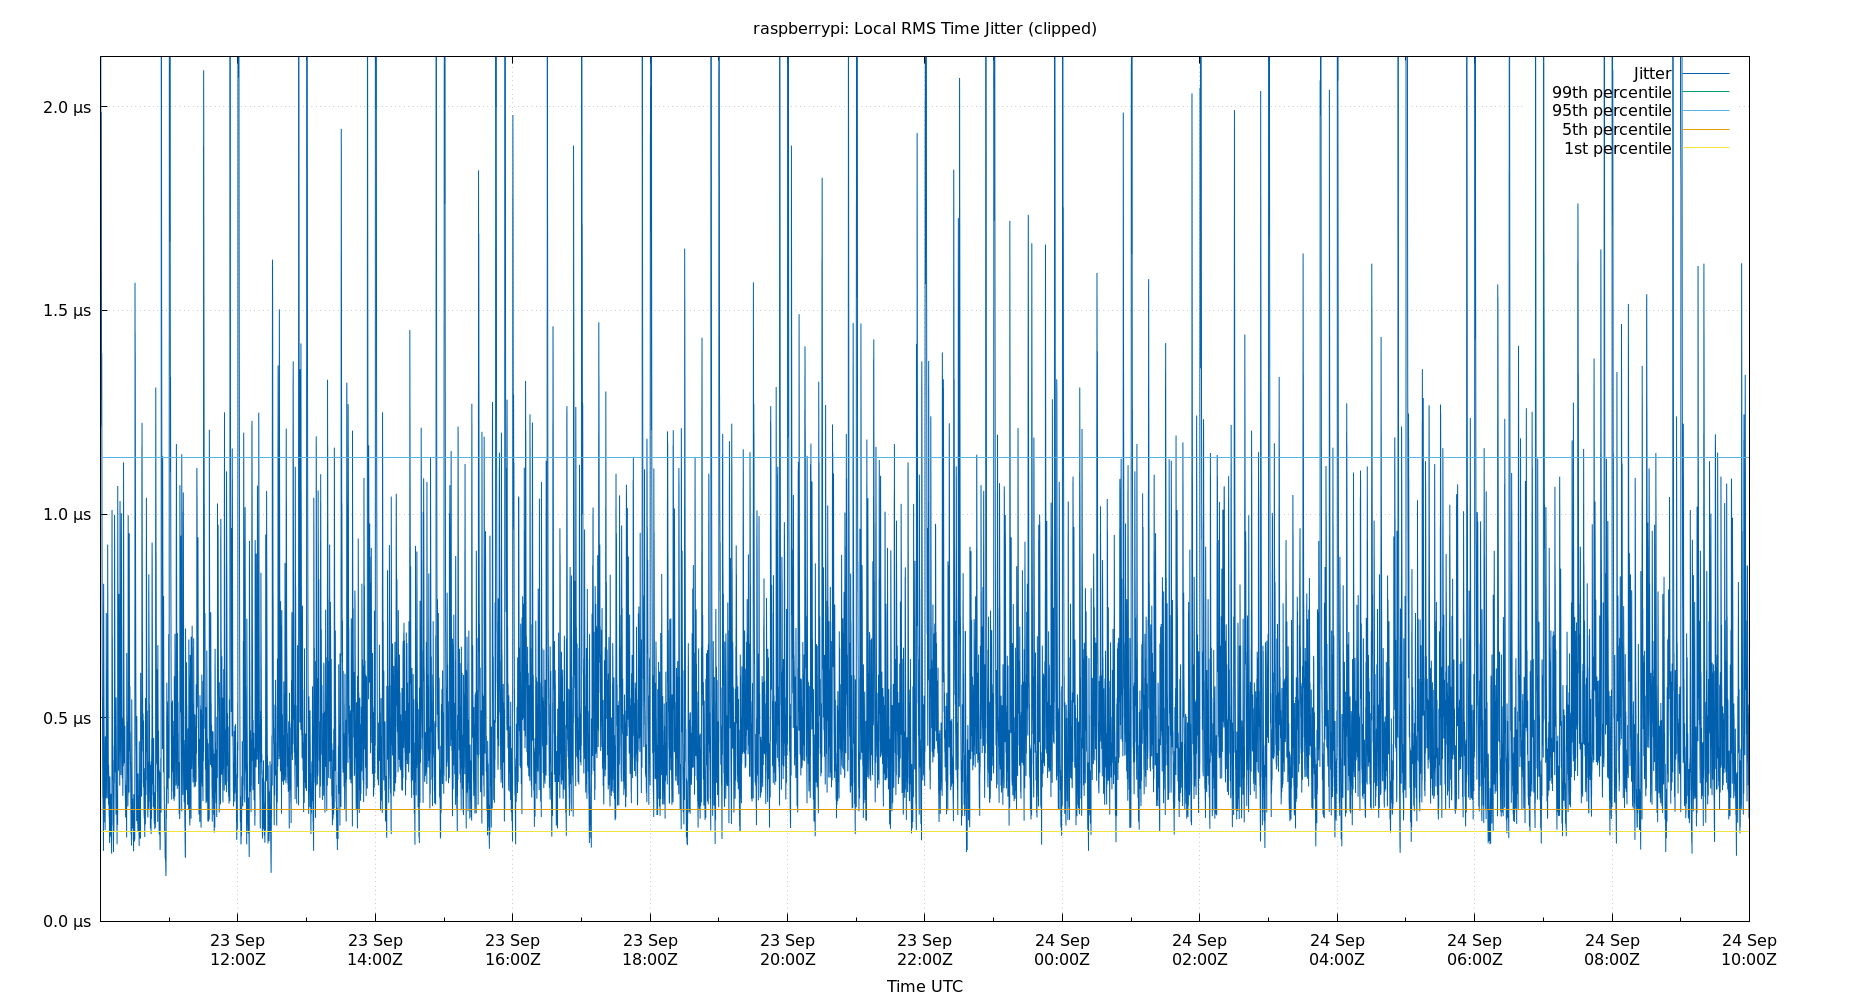 raspberrypi: Local RMS Time Jitter (clipped)
Jitter
99th percentile
95th percentile
5th percentile
1st percentile
2.0 µs
1.5 µs
1.0 µs
0.5 µs
0.0 µs
23 Sep 23 Sep 23 Sep 23 Sep 23 Sep 23 Sep 24 Sep 24 Sep 24 Sep 24 Sep 24 Sep 24 Sep
12:00Z 14:00Z 16:00Z 18:00Z 20:00Z 22:00Z 00:00Z 02:00Z 04:00Z 06:00Z 08:00Z 10:00Z
Time UTC